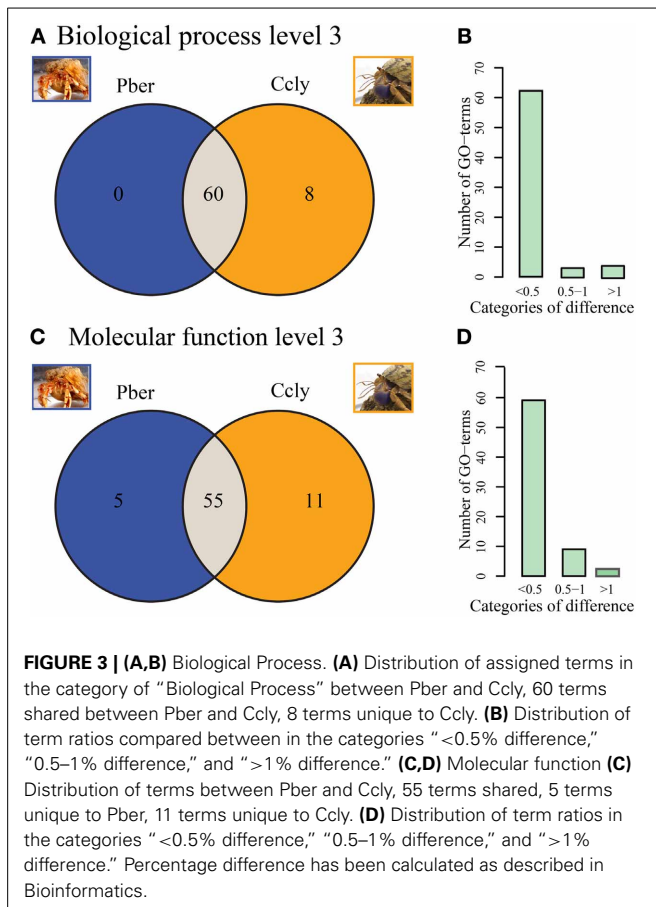 A Biological process level 3
Pber
Ccly
0
60
8
B
Number of GO−terms
0 10 20 30 40 50 60 70
<0.5 0.5−1 >1
Categories of difference
C Molecular function level 3
Pber
Ccly
5
55
11
D
Number of GO−terms
0 10 20 30 40 50 60 70
<0.5 0.5−1 >1
Categories of difference
FIGURE 3 | (A,B) Biological Process. (A) Distribution of assigned terms in
the category of “Biological Process” between Pber and Ccly, 60 terms
shared between Pber and Ccly, 8 terms unique to Ccly. (B) Distribution of
term ratios compared between in the categories “<0.5% difference,”
“0.5–1% difference,” and “>1% difference.” (C,D) Molecular function (C)
Distribution of terms between Pber and Ccly, 55 terms shared, 5 terms
unique to Pber, 11 terms unique to Ccly. (D) Distribution of term ratios in
the categories “<0.5% difference,” “0.5–1% difference,” and “>1%
difference.” Percentage difference has been calculated as described in
Bioinformatics.